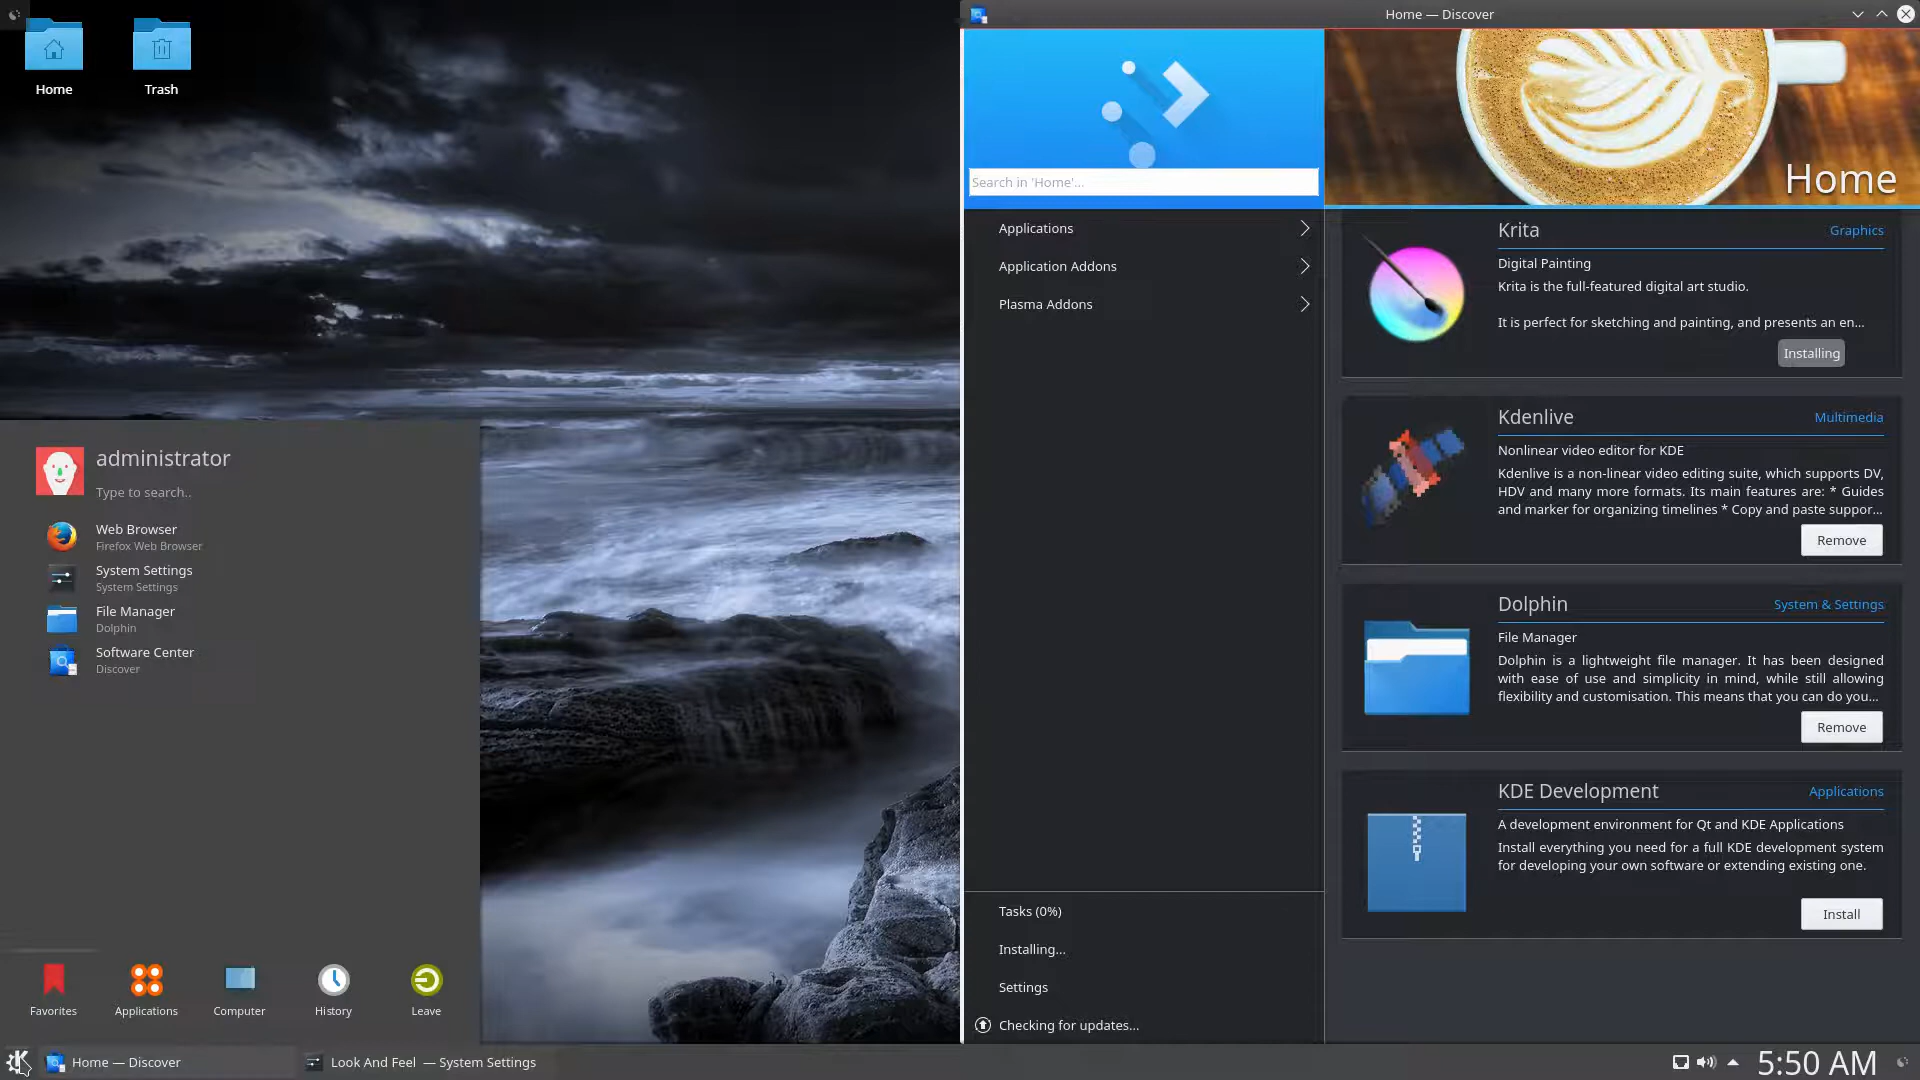 Home
Trash
Home — Discover
Search in 'Home'...
Home
Applications
Application Addons
Plasma Addons
Krita
Graphics
Digital Painting
Krita is the full-featured digital art studio.
It is perfect for sketching and painting, and presents an en...
Installing
Kdenlive
Multimedia
Nonlinear video editor for KDE
Kdenlive is a non-linear video editing suite, which supports DV,
HDV and many more formats. Its main features are: * Guides
and marker for organizing timelines * Copy and paste suppor...
Remove
Dolphin
System & Settings
File Manager
Dolphin is a lightweight file manager. It has been designed
with ease of use and simplicity in mind, while still allowing
flexibility and customisation. This means that you can do you...
Remove
KDE Development
Applications
A development environment for Qt and KDE Applications
Install everything you need for a full KDE development system
for developing your own software or extending existing one.
Install
Tasks (0%)
Installing...
Settings
Checking for updates...
administrator
Type to search..
Web Browser
Firefox Web Browser
System Settings
System Settings
File Manager
Dolphin
Software Center
Discover
Favorites
Applications
Computer
History
Leave
Home — Discover
Look And Feel — System Settings
5:50 AM